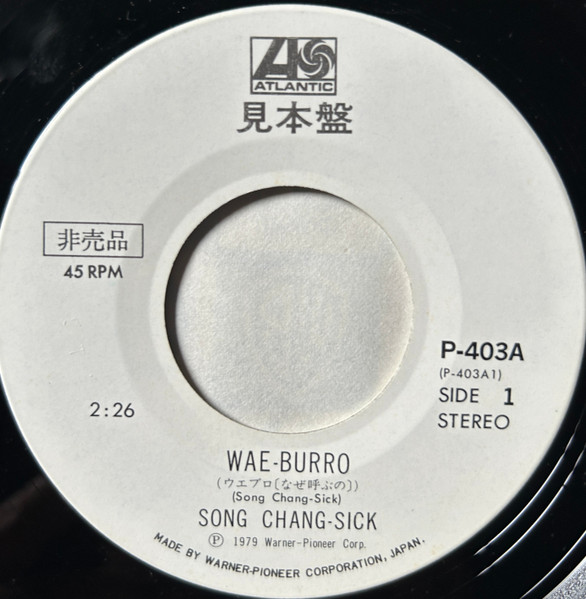 ATLANTIC
見本盤
非売品
45 RPM
P-403A
(P-403A1)
SIDE 1
2:26
STEREO
WAE-BURRO
(ウエブロ〔なぜ呼ぶの〕)
(Song Chang-Sick)
SONG CHANG-SICK
Ⓟ 1979 Warner-Pioneer Corp.
MADE BY WARNER-PIONEER CORPORATION, JAPAN.